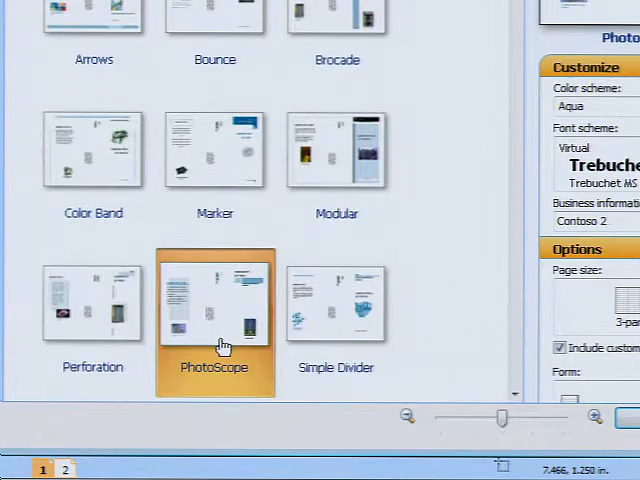 Arrows
Bounce
Brocade
Color Band
Marker
Modular
Perforation
PhotoScope
Simple Divider
Photo
Customize
Color scheme:
Aqua
Font scheme:
Virtual
Trebuche
Trebuchet MS
Business informati
Contoso 2
Options
Page size:
3-pa
Include custom
Form:
1
2
7.466, 1.250 in.